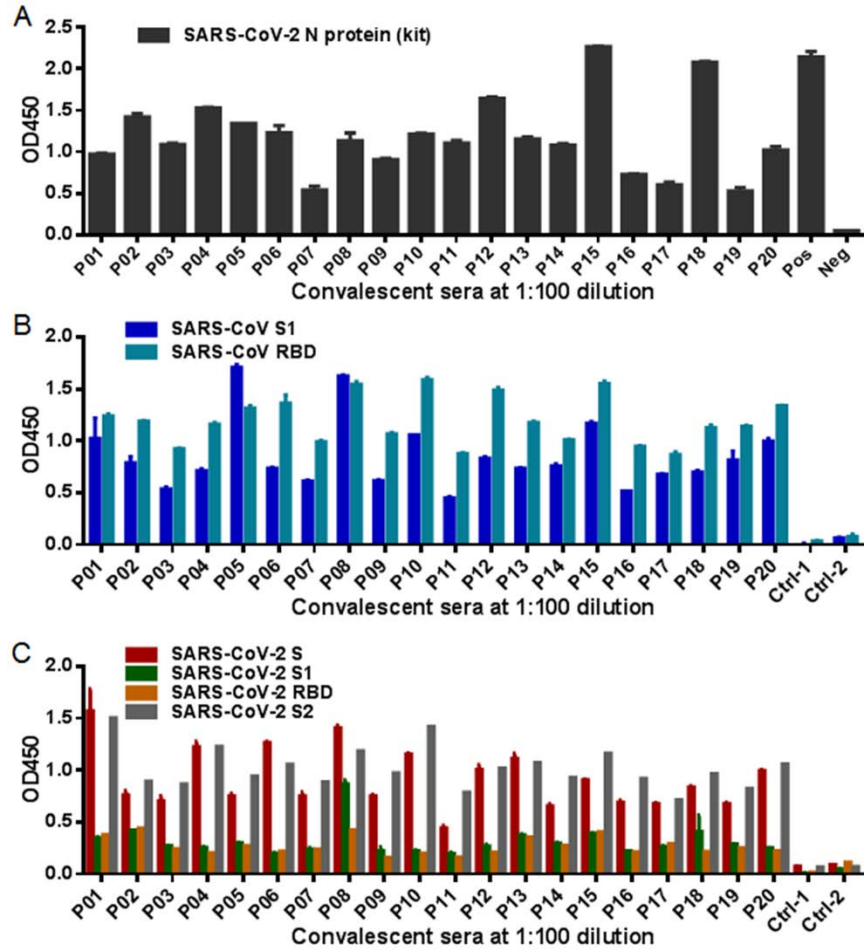 A
SARS-CoV-2 N protein (kit)
OD450
2.5
2.0
1.5
1.0
0.5
0.0
P01 P02 P03 P04 P05 P06 P07 P08 P09 P10 P11 P12 P13 P14 P15 P16 P17 P18 P19 P20 Pos Neg
Convalescent sera at 1:100 dilution
B
SARS-CoV S1
SARS-CoV RBD
OD450
2.0
1.5
1.0
0.5
0.0
P01 P02 P03 P04 P05 P06 P07 P08 P09 P10 P11 P12 P13 P14 P15 P16 P17 P18 P19 P20 Ctrl-1 Ctrl-2
Convalescent sera at 1:100 dilution
C
SARS-CoV-2 S
SARS-CoV-2 S1
SARS-CoV-2 RBD
SARS-CoV-2 S2
OD450
2.0
1.5
1.0
0.5
0.0
P01 P02 P03 P04 P05 P06 P07 P08 P09 P10 P11 P12 P13 P14 P15 P16 P17 P18 P19 P20 Ctrl-1 Ctrl-2
Convalescent sera at 1:100 dilution